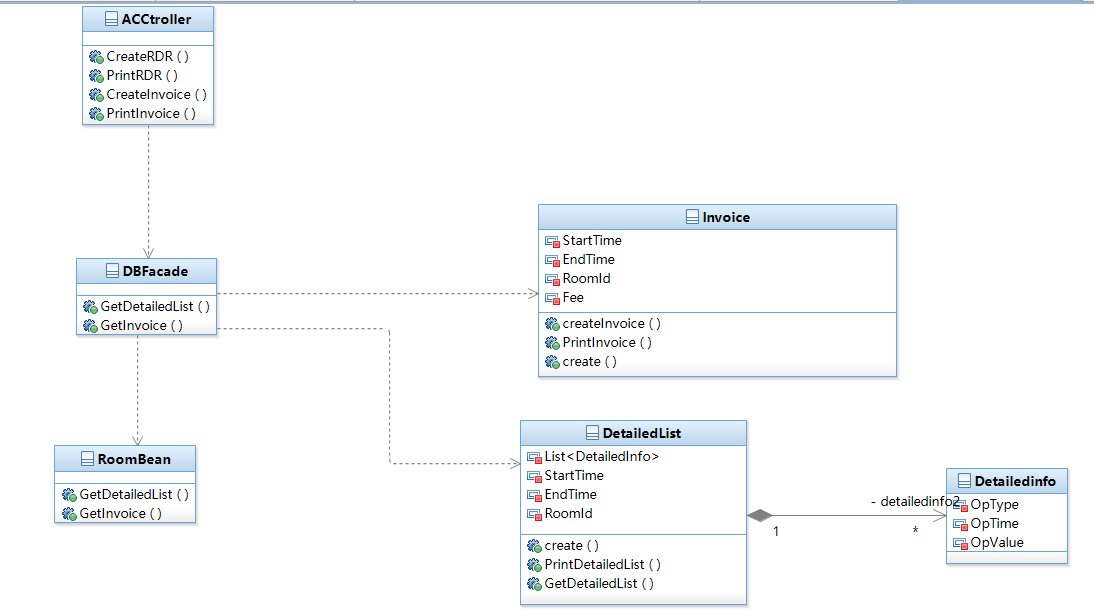 ACCtroller
CreateRDR ( )
PrintRDR ( )
CreateInvoice ( )
PrintInvoice ( )
DBFacade
GetDetailedList ( )
GetInvoice ( )
RoomBean
GetDetailedList ( )
GetInvoice ( )
Invoice
StartTime
EndTime
RoomId
Fee
createInvoice ( )
PrintInvoice ( )
create ( )
DetailedList
List<DetailedInfo>
StartTime
EndTime
RoomId
create ( )
PrintDetailedList ( )
GetDetailedList ( )
1
- detailedinfo2
*
Detailedinfo
OpType
OpTime
OpValue